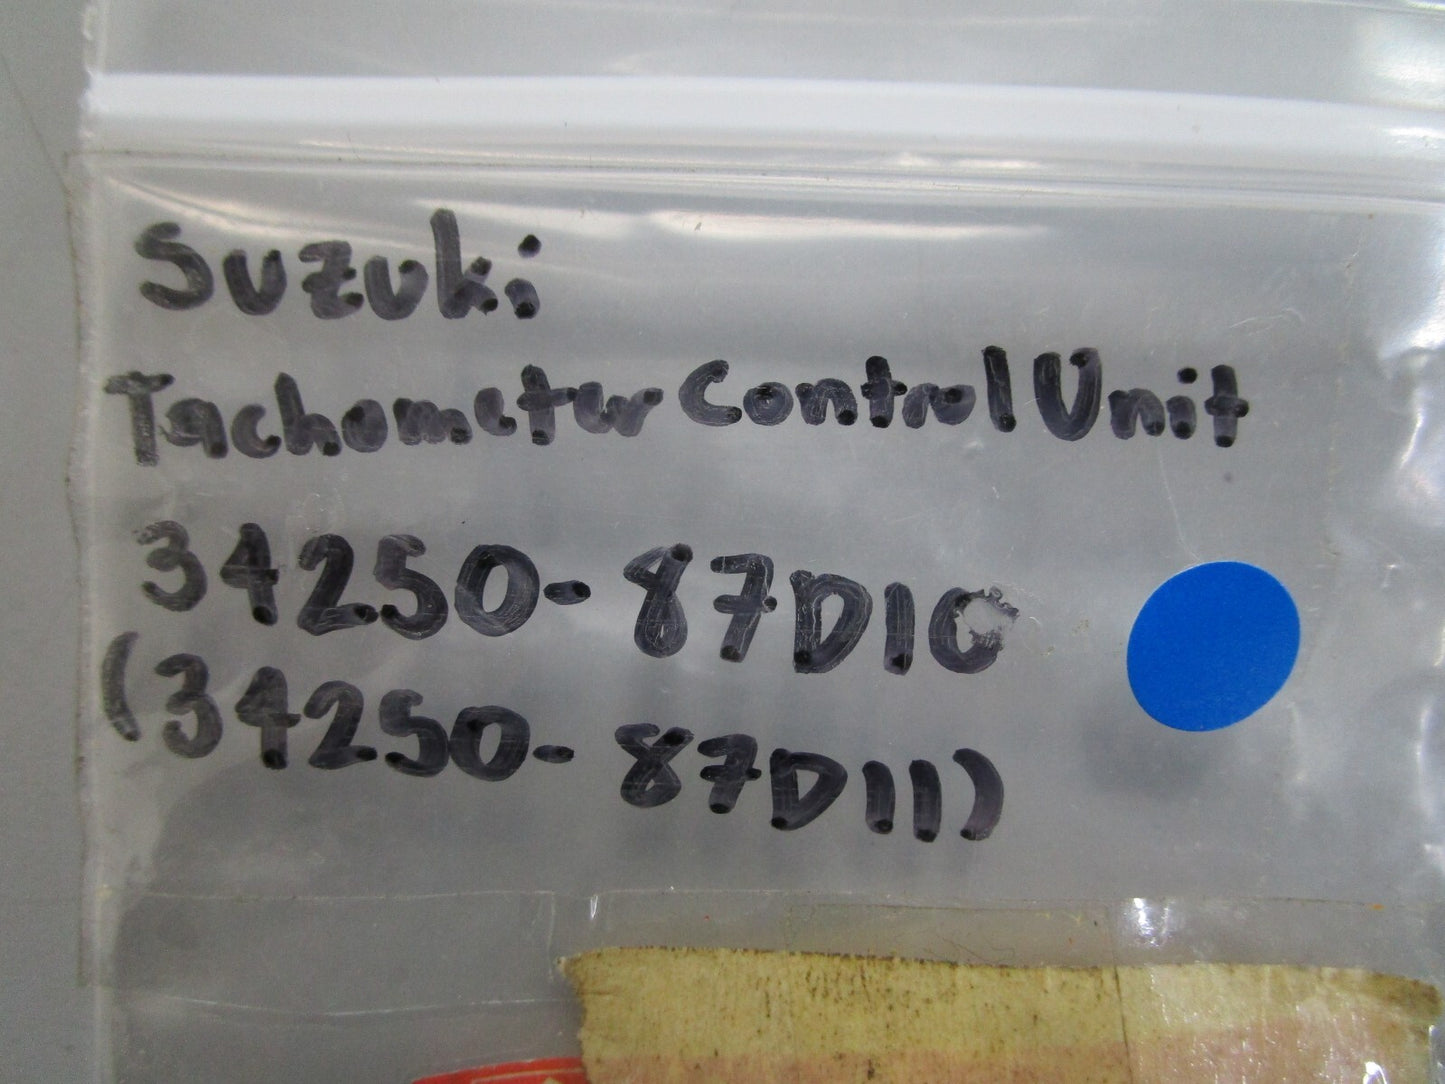 Suzuki
Tachometer Control Unit
34250-87D10
(34250-87D11)